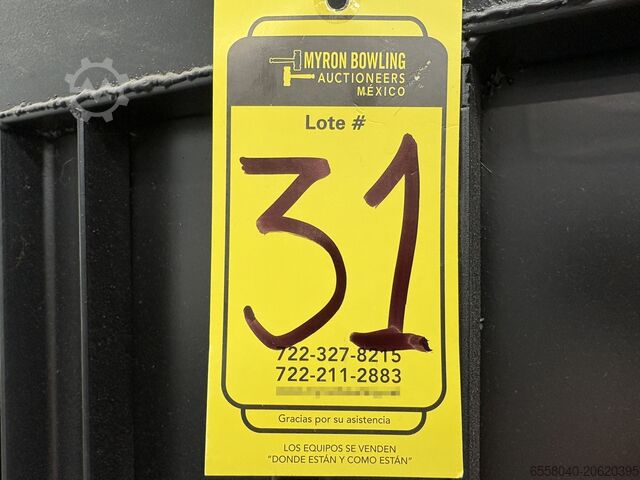 MYRON BOWLING
AUCTIONEERS
MÉXICO
Lote #
31
722-327-8215
722-211-2883
Gracias por su asistencia
LOS EQUIPOS SE VENDEN
"DONDE ESTÁN Y COMO ESTÁN"
6558040-20620395